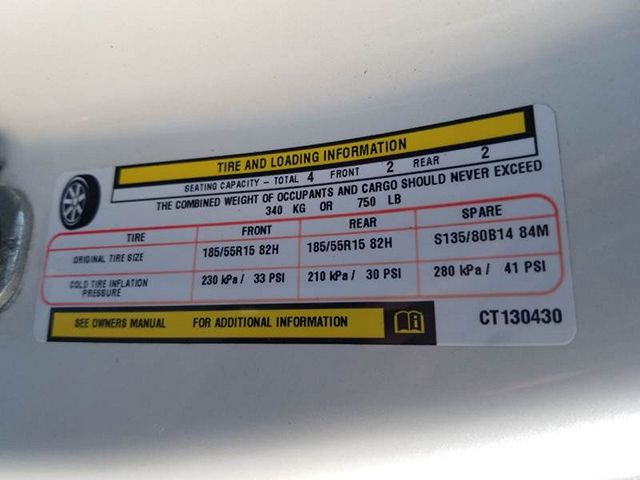 TIRE AND LOADING INFORMATION
SEATING CAPACITY - TOTAL 4 FRONT 2 REAR 2
THE COMBINED WEIGHT OF OCCUPANTS AND CARGO SHOULD NEVER EXCEED
340 KG OR 750 LB
TIRE FRONT REAR SPARE
ORIGINAL TIRE SIZE 185/55R15 82H 185/55R15 82H S135/80B14 84M
COLD TIRE INFLATION PRESSURE 230 kPa / 33 PSI 210 kPa / 30 PSI 280 kPa / 41 PSI
SEE OWNERS MANUAL FOR ADDITIONAL INFORMATION CT130430